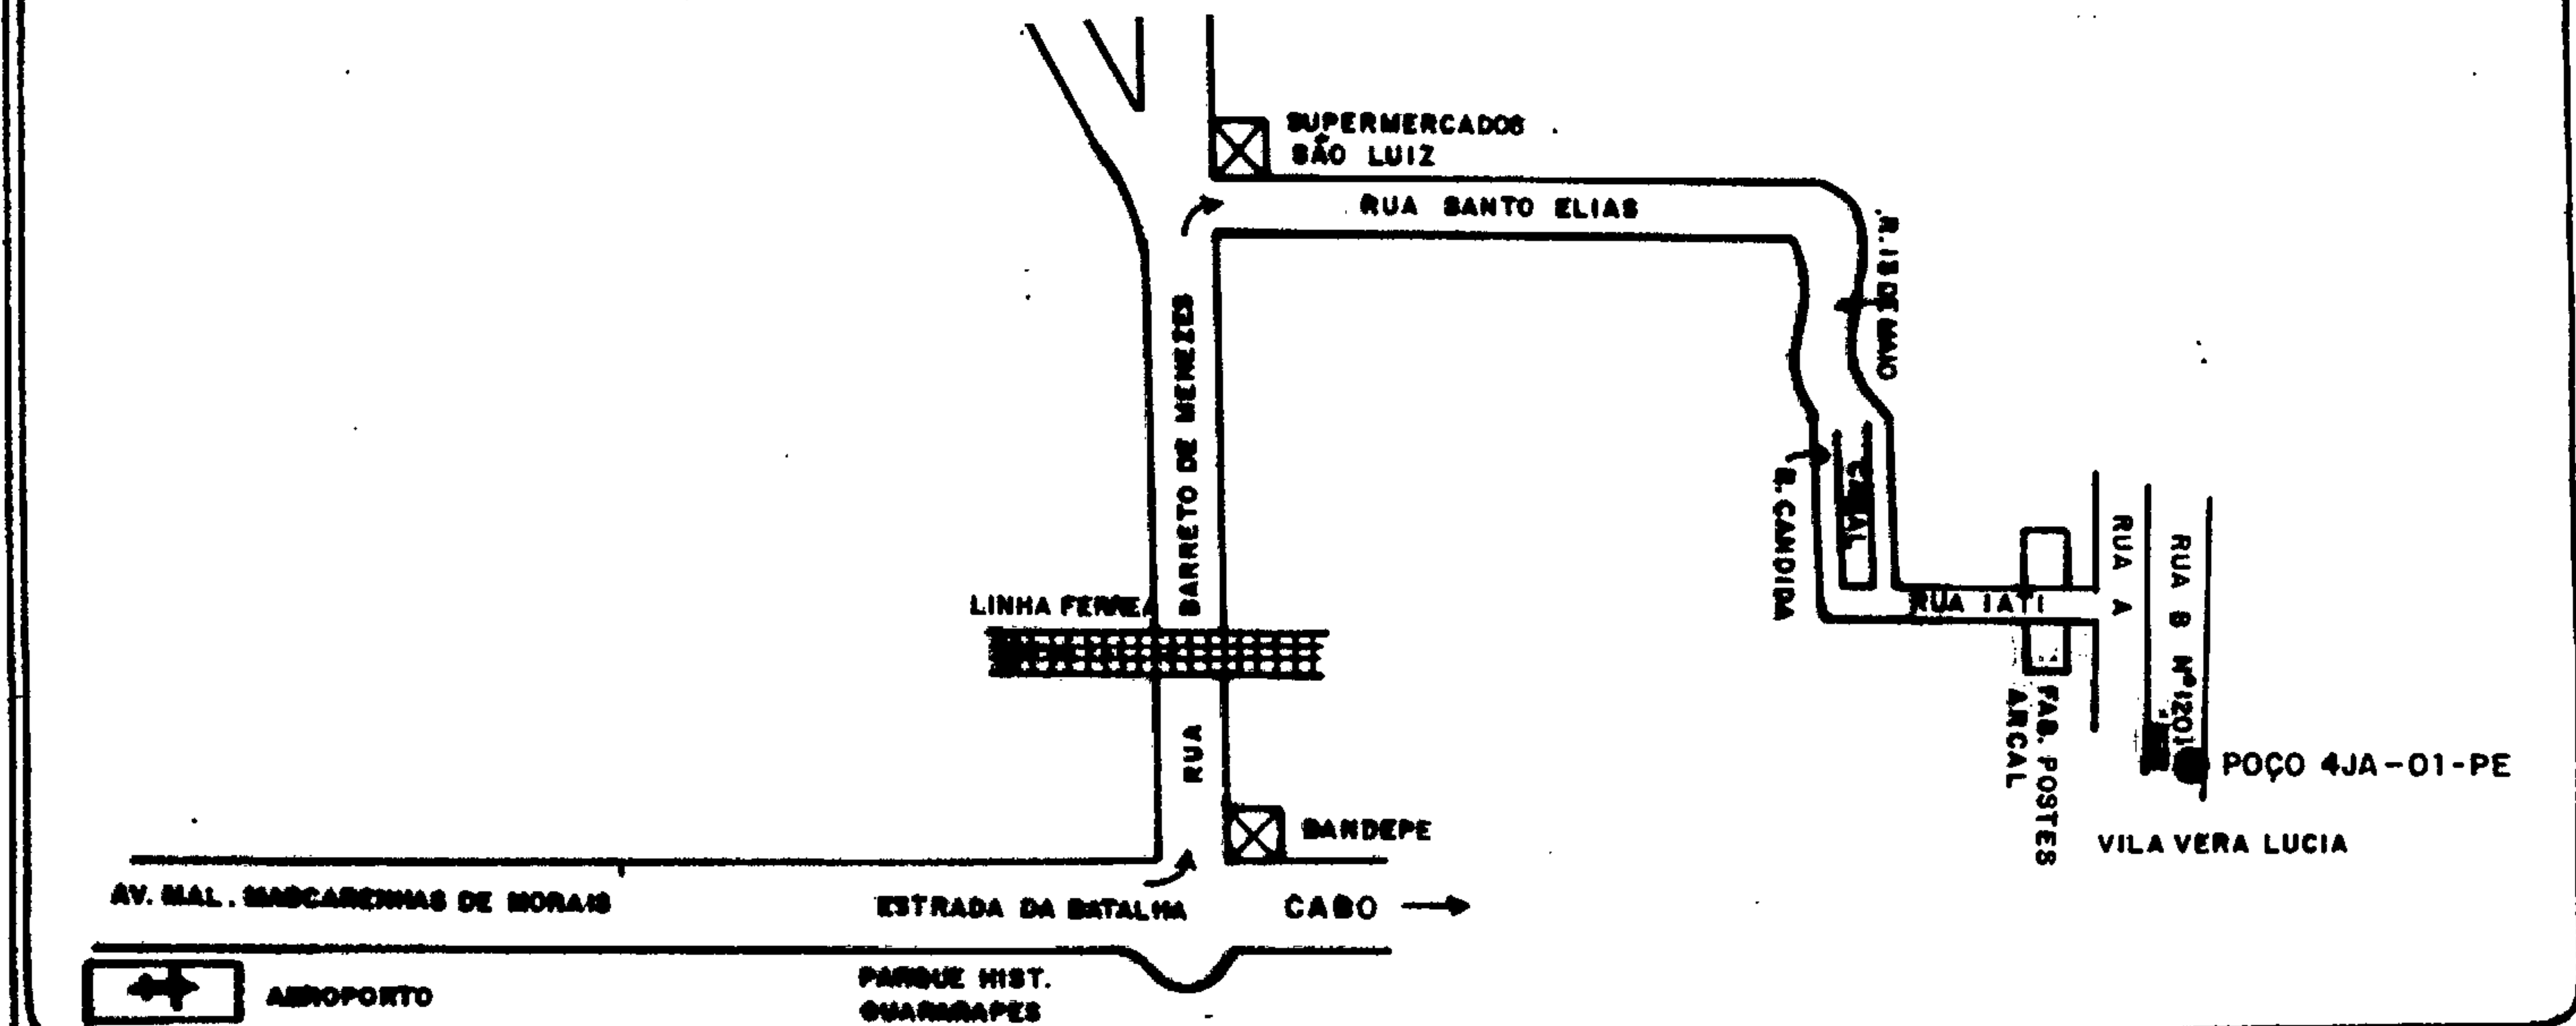 SUPERMERCADOS
SÃO LUIZ
RUA SANTO ELIAS
R. 13 DE MAIO
BARRETO DE MENEZES
CANAL
R. CANDIDA
RUA A
RUA B Nº 1201
LINHA FERREA
RUA IATI
RUA
FAB. POSTES
ARCAL
POÇO 4JA-01-PE
BANDEPE
VILA VERA LUCIA
AV. MAL. MASCARENHAS DE MORAIS
ESTRADA DA BATALHA
CABO
PARQUE HIST.
GUARARAPES
AEROPORTO